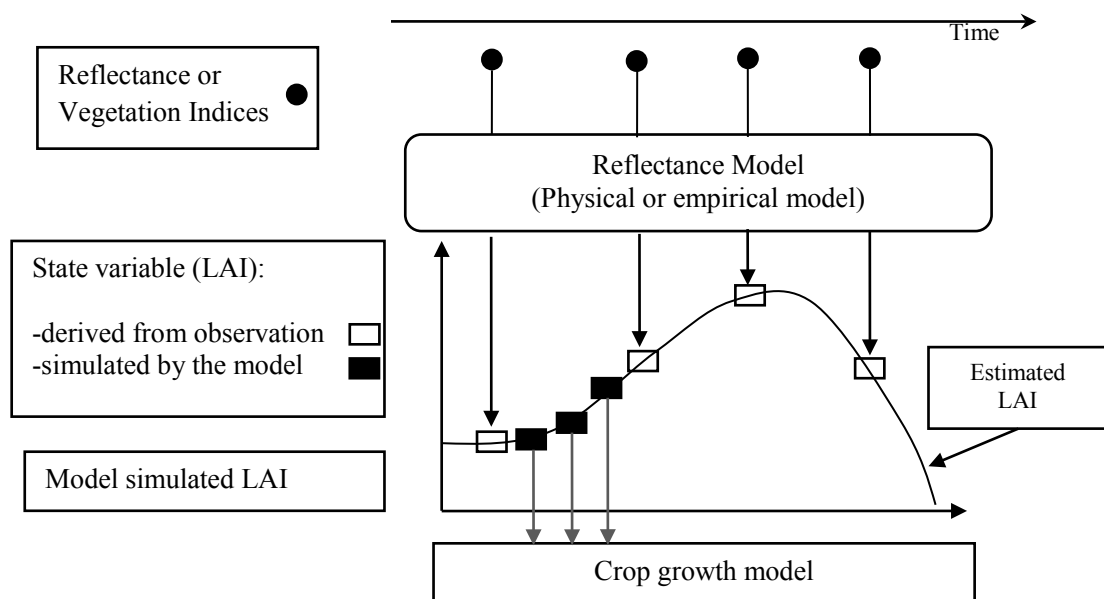 Time
Reflectance or
Vegetation Indices
Reflectance Model
(Physical or empirical model)
State variable (LAI):
-derived from observation
-simulated by the model
Estimated
LAI
Model simulated LAI
Crop growth model